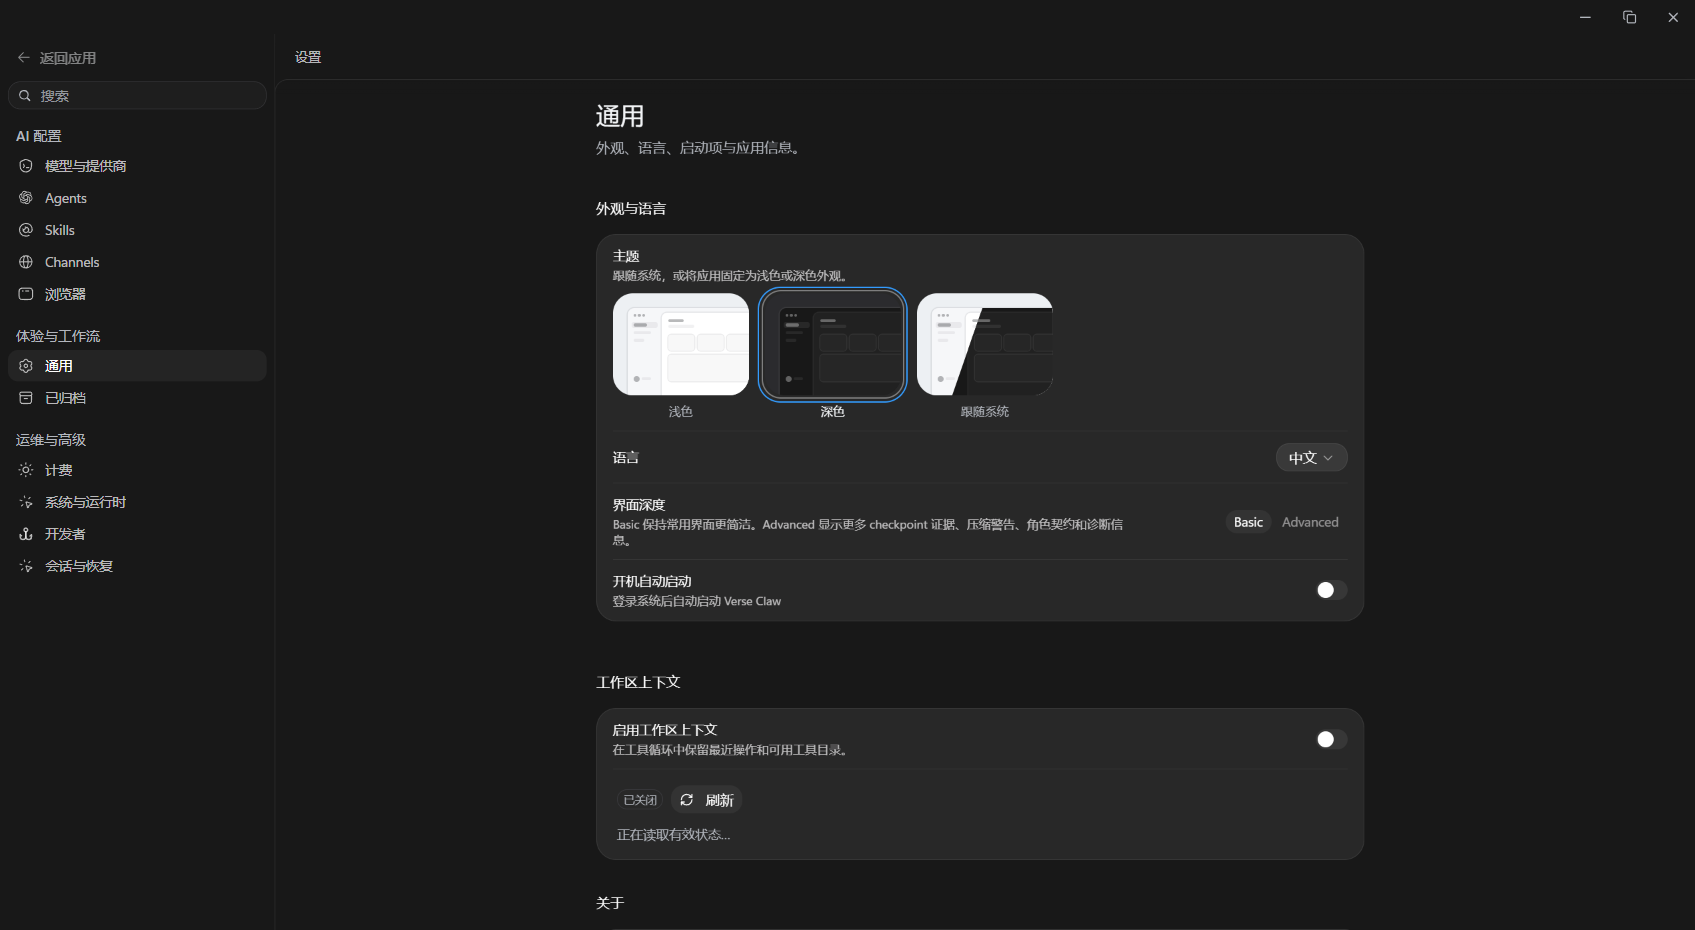 返回应用
设置
搜索
AI 配置
模型与提供商
Agents
Skills
Channels
浏览器
体验与工作流
通用
已归档
运维与高级
计费
系统与运行时
开发者
会话与恢复
通用
外观、语言、启动项与应用信息。
外观与语言
主题
跟随系统，或将应用固定为浅色或深色外观。
浅色
深色
跟随系统
语言
中文
界面深度
Basic 保持常用界面更简洁。Advanced 显示更多 checkpoint 证据、压缩警告、角色契约和诊断信
息。
Basic
Advanced
开机自动启动
登录系统后自动启动 Verse Claw
工作区上下文
启用工作区上下文
在工具循环中保留最近操作和可用工具目录。
已关闭
刷新
正在读取有效状态...
关于